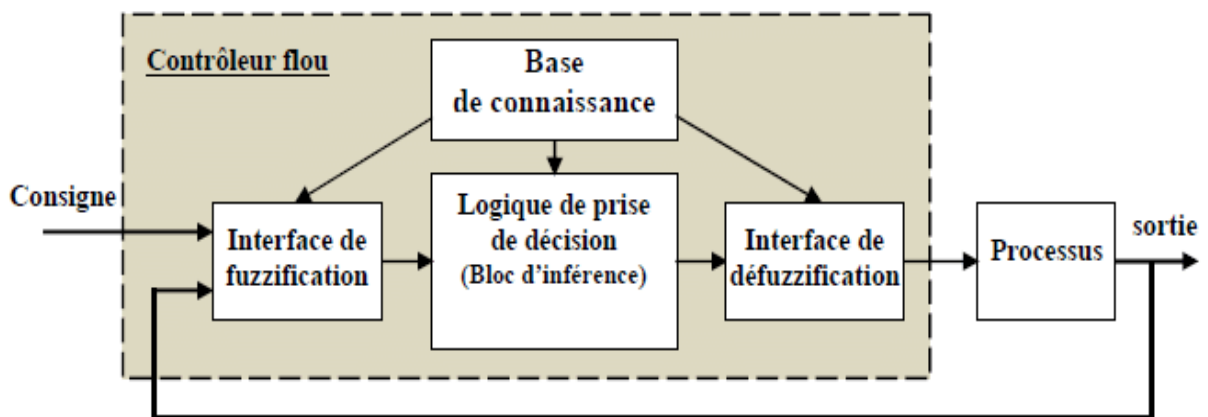 Contrôleur flou
Base
de connaissance
Consigne
Interface de
fuzzification
Logique de prise
de décision
(Bloc d'inférence)
Interface de
défuzzification
Processus
sortie